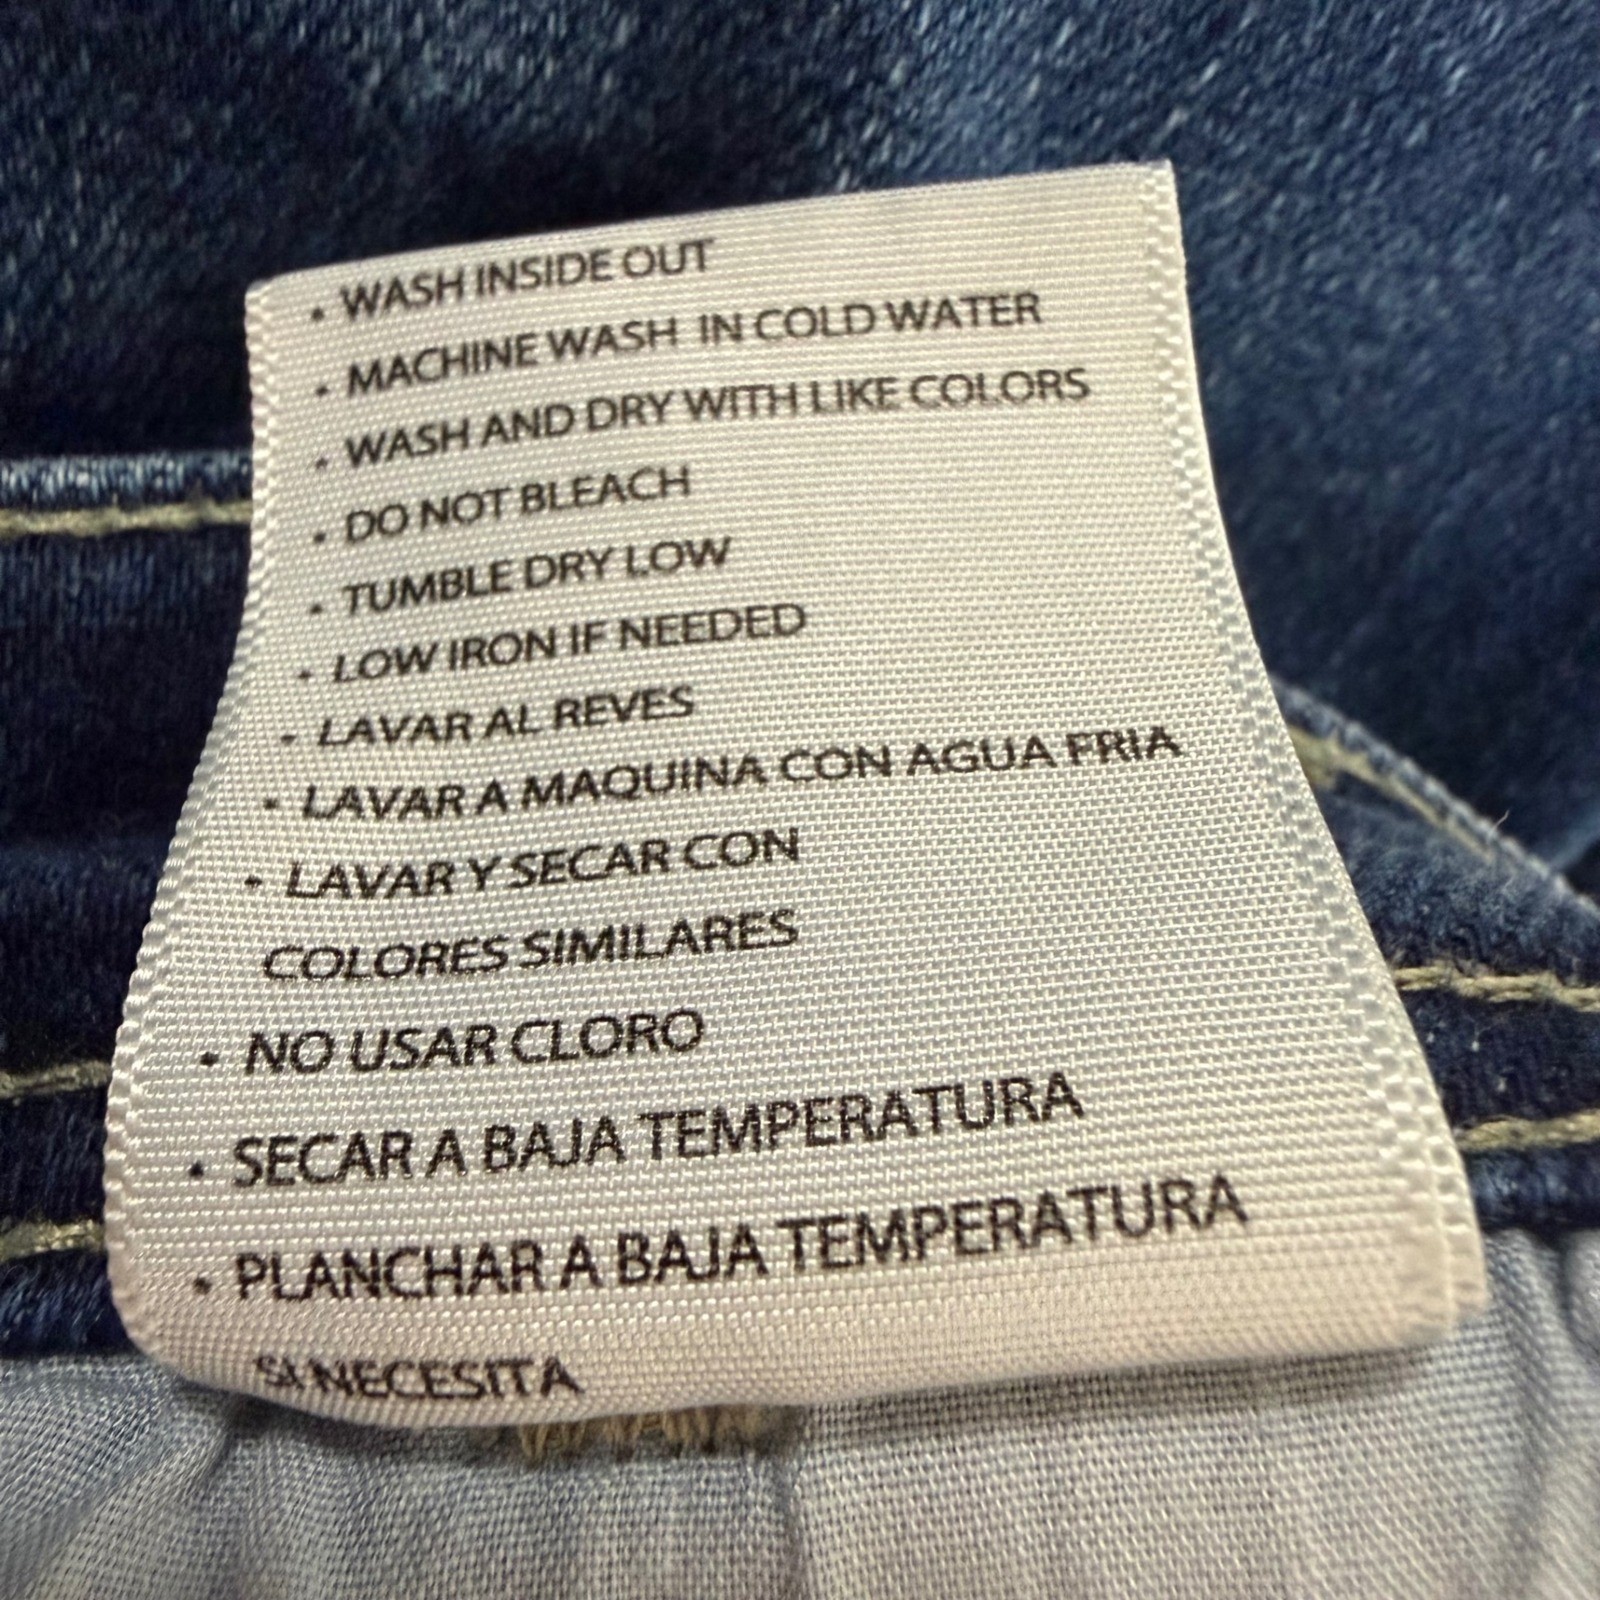 • WASH INSIDE OUT
• MACHINE WASH IN COLD WATER
• WASH AND DRY WITH LIKE COLORS
• DO NOT BLEACH
• TUMBLE DRY LOW
• LOW IRON IF NEEDED
• LAVAR AL REVES
• LAVAR A MAQUINA CON AGUA FRIA
• LAVAR Y SECAR CON
COLORES SIMILARES
• NO USAR CLORO
• SECAR A BAJA TEMPERATURA
• PLANCHAR A BAJA TEMPERATURA
SI NECESITA